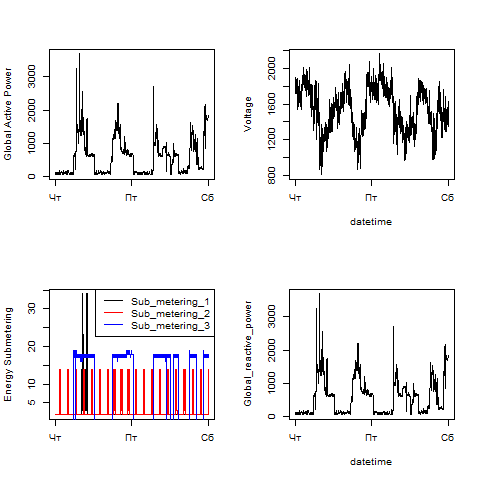 Global Active Power
0
1000
2000
3000
Чт
Пт
Сб
Voltage
800
1200
1600
2000
Чт
Пт
Сб
datetime
Energy Submetering
5
10
20
30
Sub_metering_1
Sub_metering_2
Sub_metering_3
Чт
Пт
Сб
Global_reactive_power
0
1000
2000
3000
Чт
Пт
Сб
datetime